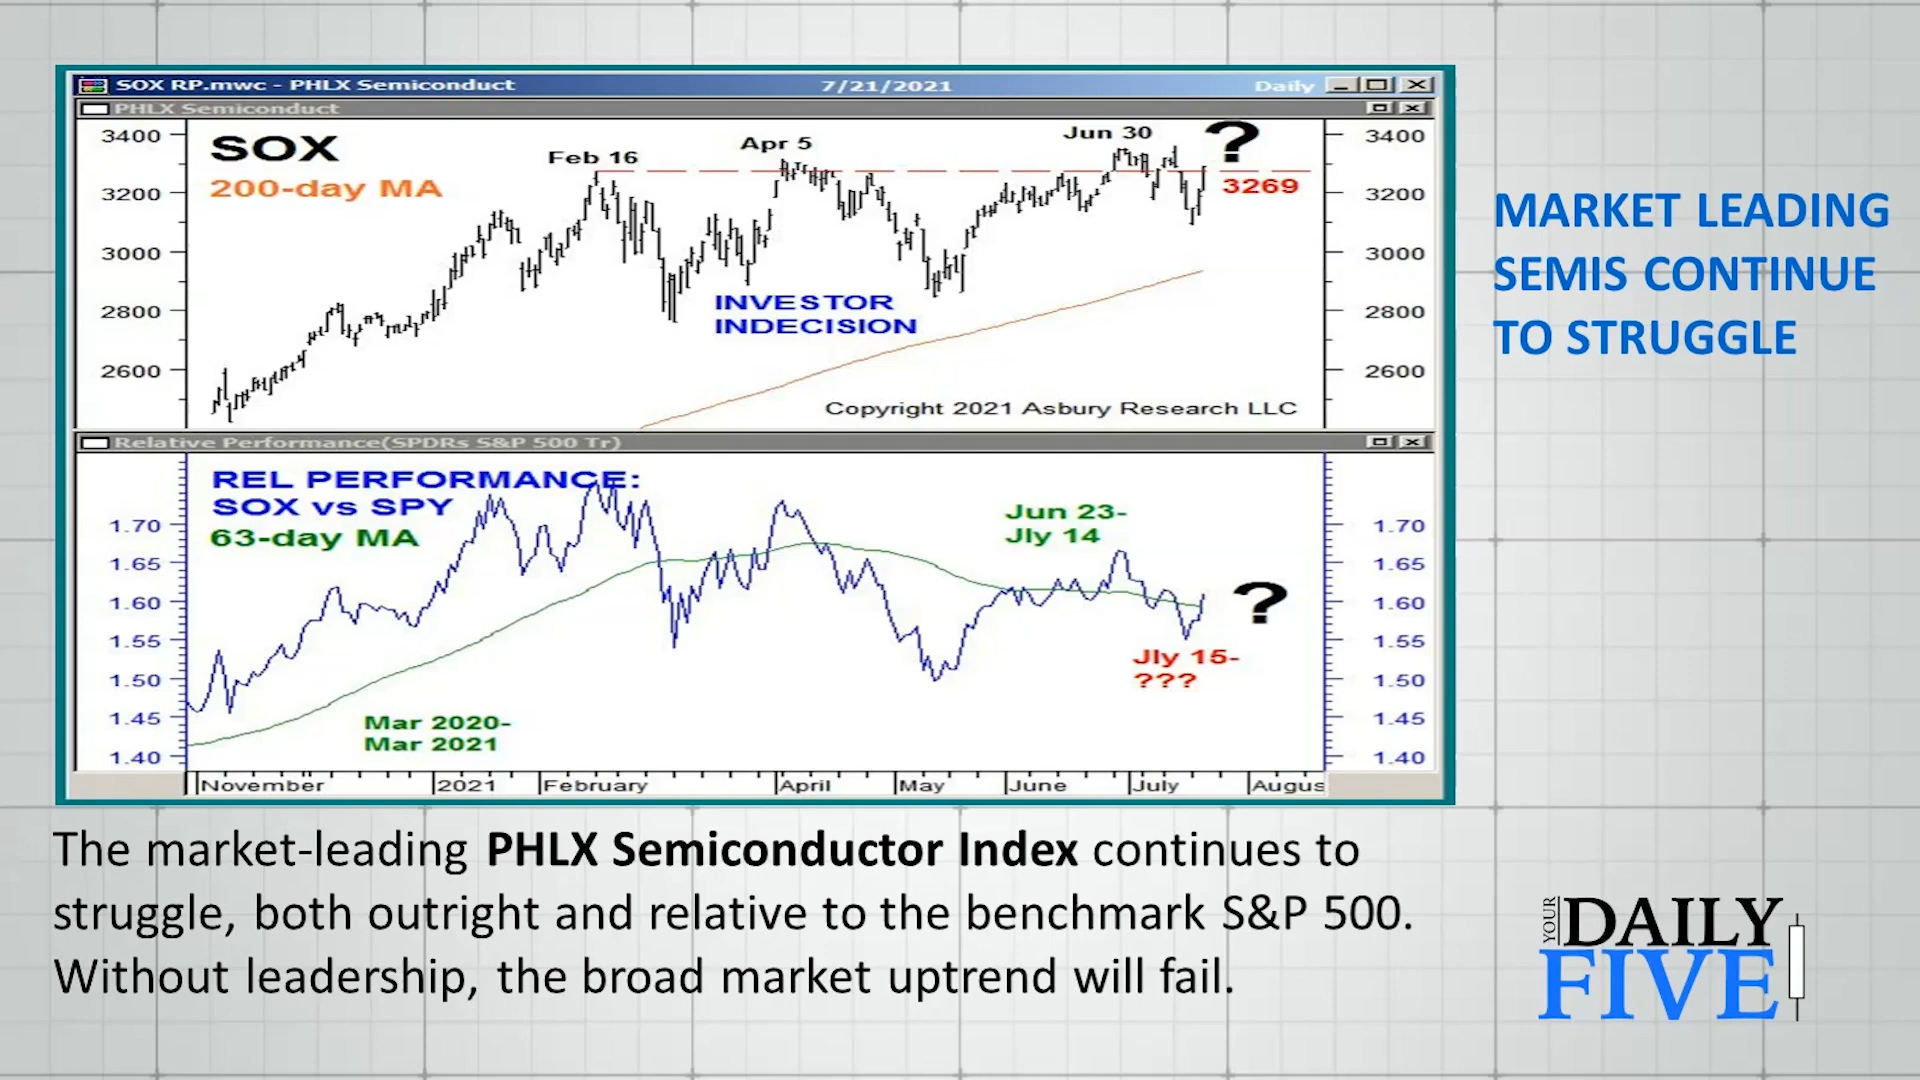 SOX RP.mwc - PHLX Semiconduct 7/21/2021 Daily
PHLX Semiconduct
3400 3400
3200 3200
3000 3000
2800 2800
2600 2600
SOX
200-day MA
Feb 16
Apr 5
Jun 30
?
3269
INVESTOR
INDECISION
Copyright 2021 Asbury Research LLC
Relative Performance(SPDRs S&P 500 Tr)
REL PERFORMANCE:
SOX vs SPY
63-day MA
1.70 1.70
1.65 1.65
1.60 1.60
1.55 1.55
1.50 1.50
1.45 1.45
1.40 1.40
Jun 23-
Jly 14
?
Jly 15-
???
Mar 2020-
Mar 2021
November 2021 February April May June July Augus
MARKET LEADING
SEMIS CONTINUE
TO STRUGGLE
The market-leading PHLX Semiconductor Index continues to
struggle, both outright and relative to the benchmark S&P 500.
Without leadership, the broad market uptrend will fail.
YOUR
DAILY
FIVE